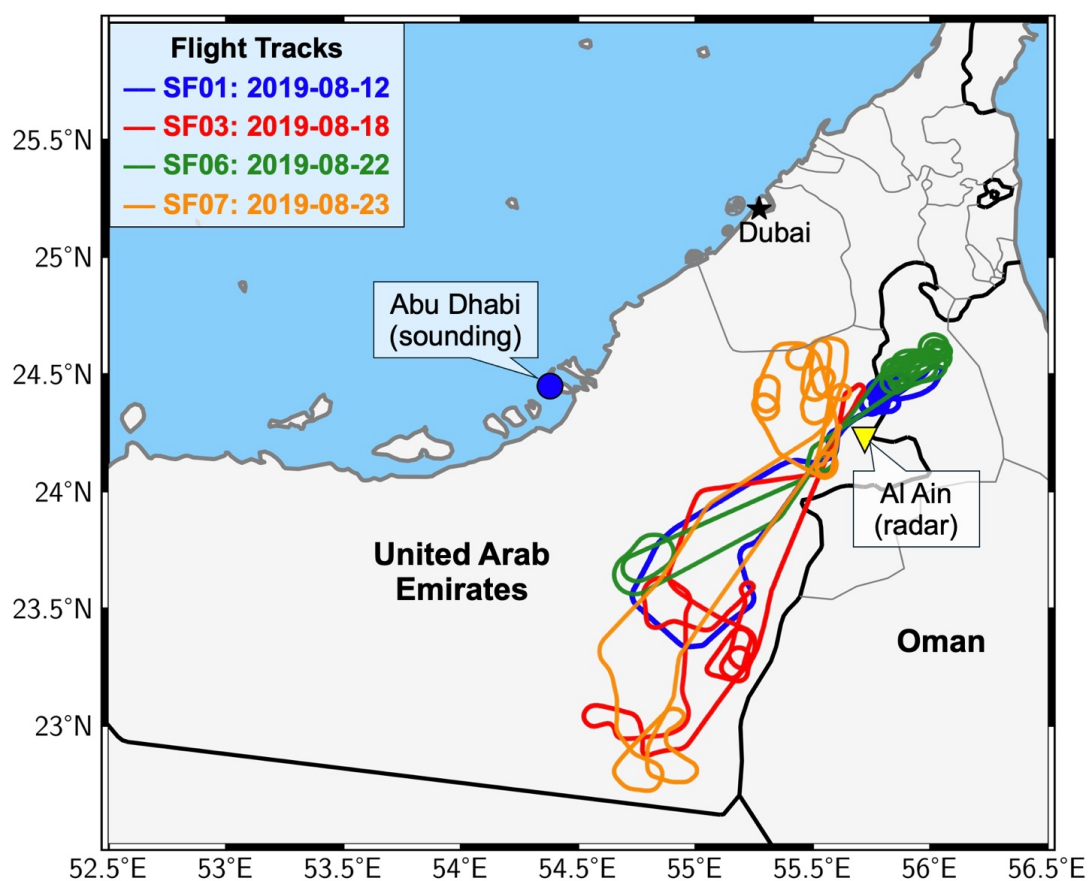 Flight Tracks
SF01: 2019-08-12
SF03: 2019-08-18
SF06: 2019-08-22
SF07: 2019-08-23
25.5°N
25°N
24.5°N
24°N
23.5°N
23°N
Dubai
Abu Dhabi
(sounding)
Al Ain
(radar)
United Arab
Emirates
Oman
52.5°E
53°E
53.5°E
54°E
54.5°E
55°E
55.5°E
56°E
56.5°E